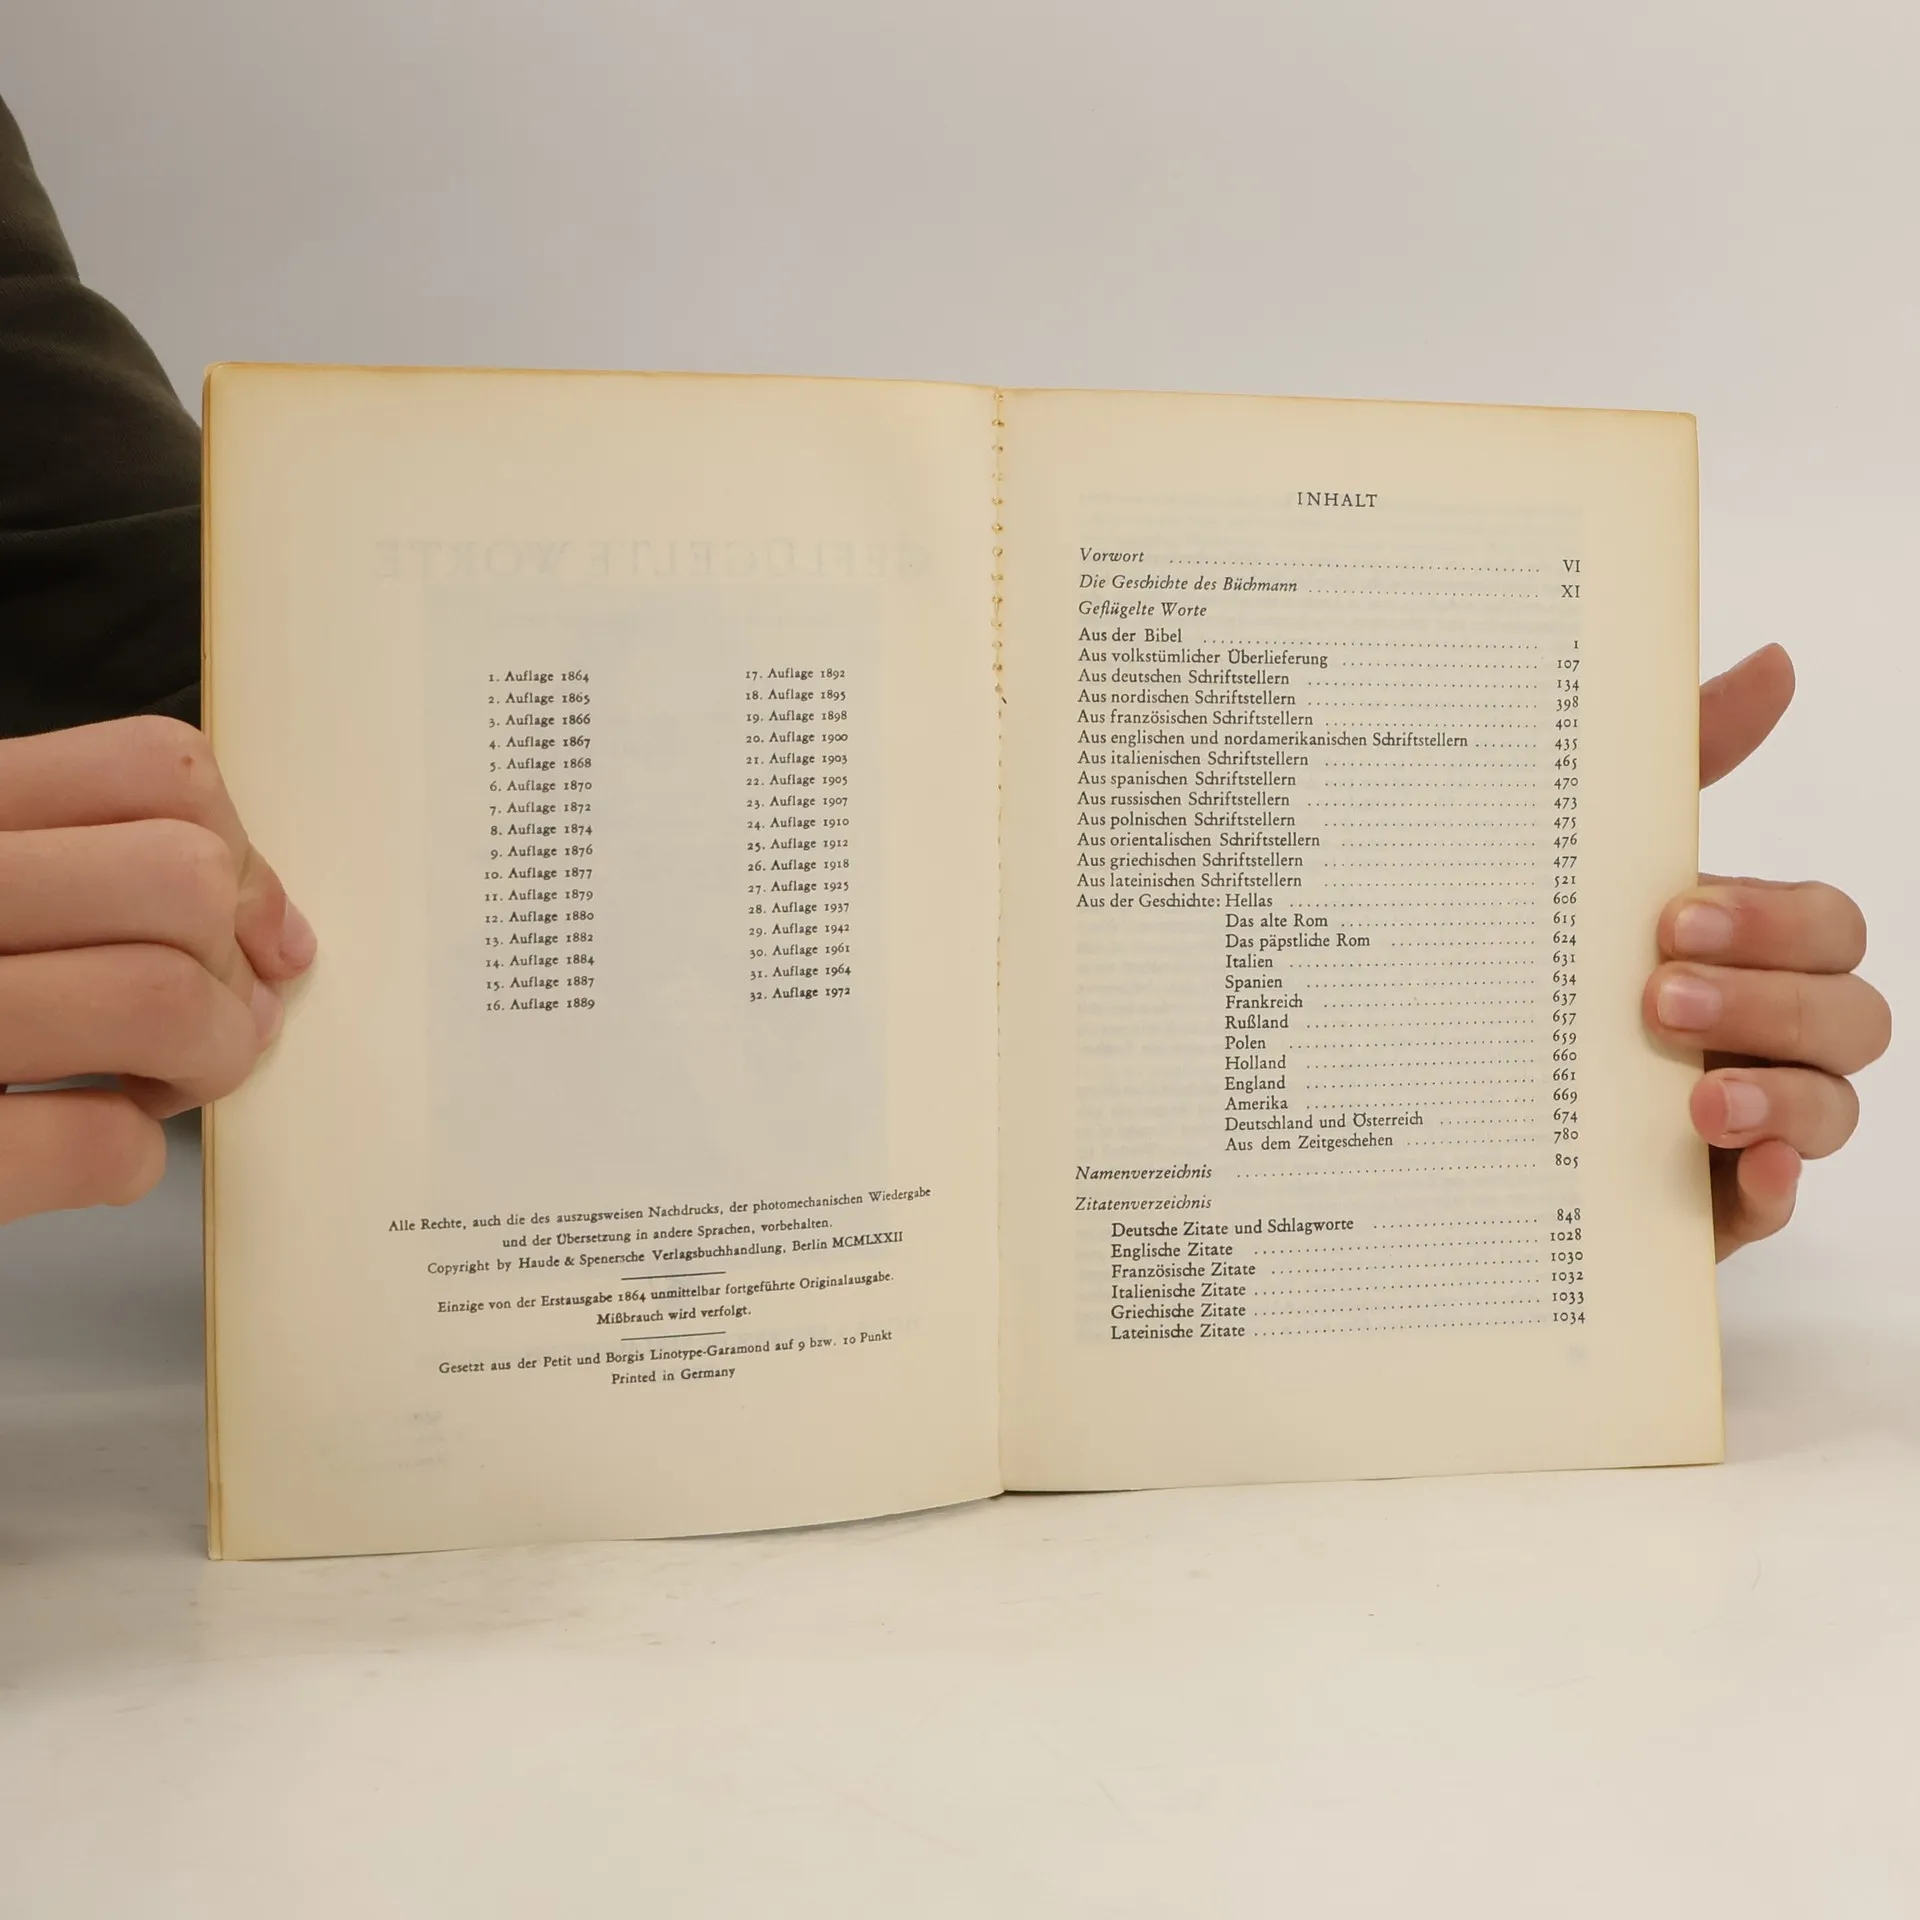 1. Auflage 1864
2. Auflage 1865
3. Auflage 1866
4. Auflage 1867
5. Auflage 1868
6. Auflage 1870
7. Auflage 1872
8. Auflage 1874
9. Auflage 1876
10. Auflage 1877
11. Auflage 1879
12. Auflage 1880
13. Auflage 1882
14. Auflage 1884
15. Auflage 1887
16. Auflage 1889
17. Auflage 1892
18. Auflage 1895
19. Auflage 1898
20. Auflage 1900
21. Auflage 1903
22. Auflage 1905
23. Auflage 1907
24. Auflage 1910
25. Auflage 1912
26. Auflage 1918
27. Auflage 1925
28. Auflage 1937
29. Auflage 1942
30. Auflage 1961
31. Auflage 1964
32. Auflage 1972
Alle Rechte, auch die des auszugsweisen Nachdrucks, der photomechanischen Wiedergabe
und der Übersetzung in andere Sprachen, vorbehalten.
Copyright by Haude & Spenersche Verlagsbuchhandlung, Berlin MCMLXXII
Einzige von der Erstausgabe 1864 unmittelbar fortgeführte Originalausgabe.
Mißbrauch wird verfolgt.
Gesetzt aus der Petit und Borgis Linotype-Garamond auf 9 bzw. 10 Punkt
Printed in Germany
INHALT
Vorwort ........ VI
Die Geschichte des Büchmann ........ XI
Geflügelte Worte
Aus der Bibel ........ 1
Aus volkstümlicher Überlieferung ........ 107
Aus deutschen Schriftstellern ........ 134
Aus nordischen Schriftstellern ........ 398
Aus französischen Schriftstellern ........ 401
Aus englischen und nordamerikanischen Schriftstellern ........ 435
Aus italienischen Schriftstellern ........ 465
Aus spanischen Schriftstellern ........ 470
Aus russischen Schriftstellern ........ 473
Aus polnischen Schriftstellern ........ 475
Aus orientalischen Schriftstellern ........ 476
Aus griechischen Schriftstellern ........ 477
Aus lateinischen Schriftstellern ........ 521
Aus der Geschichte: Hellas ........ 606
Das alte Rom ........ 615
Das päpstliche Rom ........ 624
Italien ........ 631
Spanien ........ 634
Frankreich ........ 637
Rußland ........ 657
Polen ........ 659
Holland ........ 660
England ........ 661
Amerika ........ 669
Deutschland und Österreich ........ 674
Aus dem Zeitgeschehen ........ 780
Namenverzeichnis ........ 805
Zitatenverzeichnis
Deutsche Zitate und Schlagworte ........ 848
Englische Zitate ........ 1028
Französische Zitate ........ 1030
Italienische Zitate ........ 1032
Griechische Zitate ........ 1033
Lateinische Zitate ........ 1034